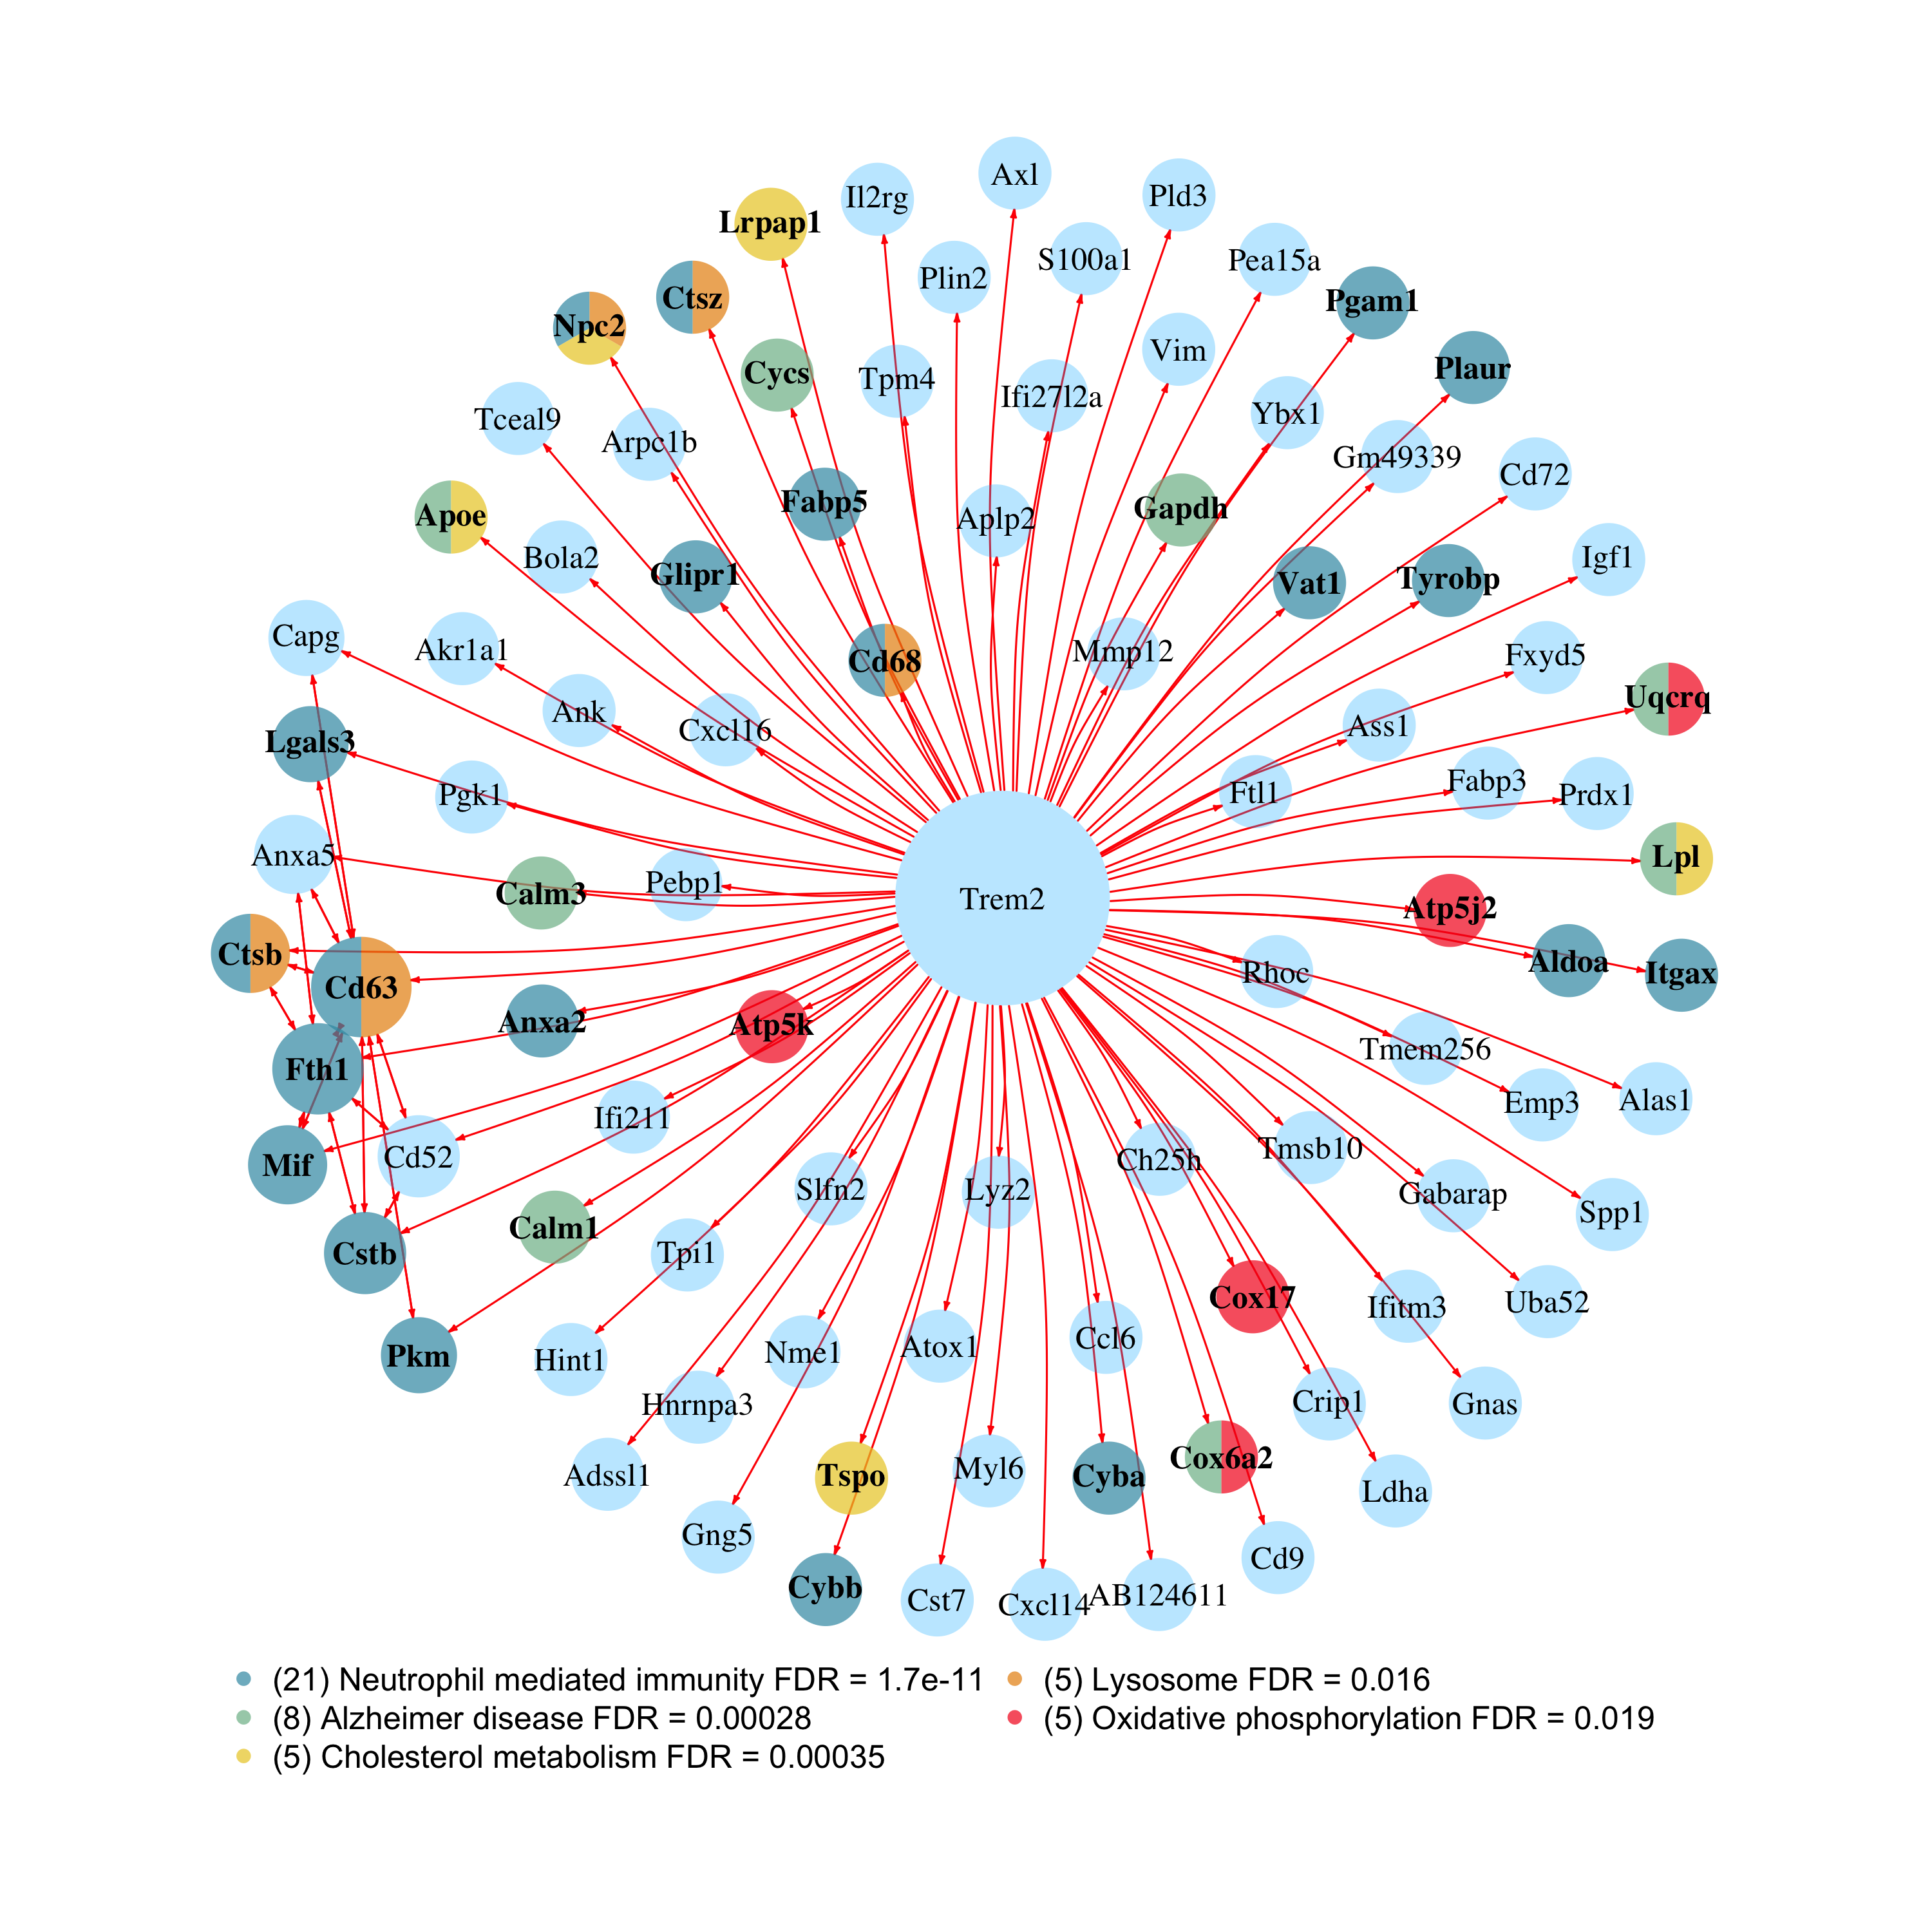 Axl
Il2rg
Pld3
Lrpap1
Pea15a
S100a1
Plin2
Ctsz
Pgam1
Npc2
Vim
Cycs
Tpm4
Plaur
Ifi27l2a
Ybx1
Tceal9
Arpc1b
Gm49339
Cd72
Fabp5
Gapdh
Apoe
Aplp2
Bola2
Igf1
Glipr1
Vat1
Tyrobp
Capg
Akr1a1
Mmp12
Fxyd5
Cd68
Uqcrq
Ank
Ass1
Cxcl16
Lgals3
Fabp3
Pgk1
Ftl1
Prdx1
Anxa5
Lpl
Pebp1
Calm3
Trem2
Atp5j2
Ctsb
Aldoa
Rhoc
Itgax
Cd63
Anxa2
Atp5k
Tmem256
Fth1
Alas1
Emp3
Ifi211
Tmsb10
Cd52
Ch25h
Mif
Slfn2
Lyz2
Gabarap
Spp1
Calm1
Cstb
Tpi1
Cox17
Uba52
Ifitm3
Ccl6
Atox1
Nme1
Pkm
Hint1
Crip1
Hnrnpa3
Gnas
Cox6a2
Myl6
Adssl1
Tspo
Cyba
Ldha
Gng5
Cd9
Cybb
AB124611
Cst7
Cxcl14
(21) Neutrophil mediated immunity FDR = 1.7e-11
(8) Alzheimer disease FDR = 0.00028
(5) Cholesterol metabolism FDR = 0.00035
(5) Lysosome FDR = 0.016
(5) Oxidative phosphorylation FDR = 0.019